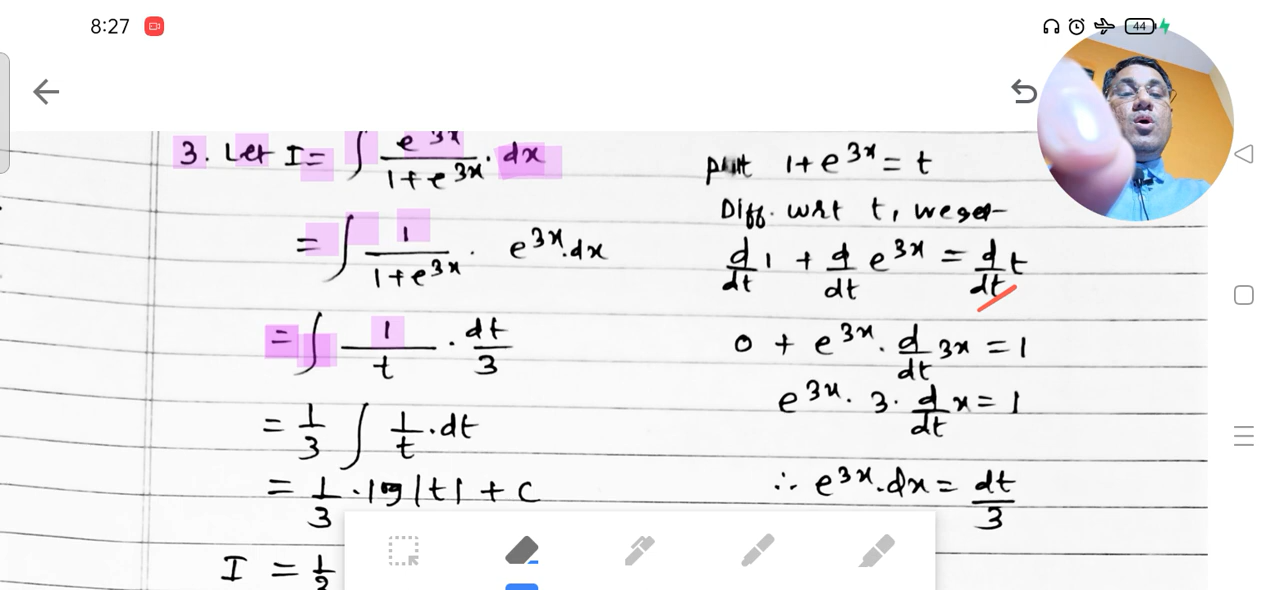 8:27
44
3. Let I = ∫ e^3x / 1+e^3x . dx
= ∫ 1 / 1+e^3x . e^3x.dx
= ∫ 1 / t . dt / 3
= 1/3 ∫ 1/t . dt
= 1/3 . log|t| + c
I = 1/3
put 1+e^3x = t
Diff. wrt t, we get
d/dt 1 + d/dt e^3x = d/dt t
0 + e^3x . d/dt 3x = 1
e^3x . 3 . d/dt x = 1
∴ e^3x.dx = dt/3